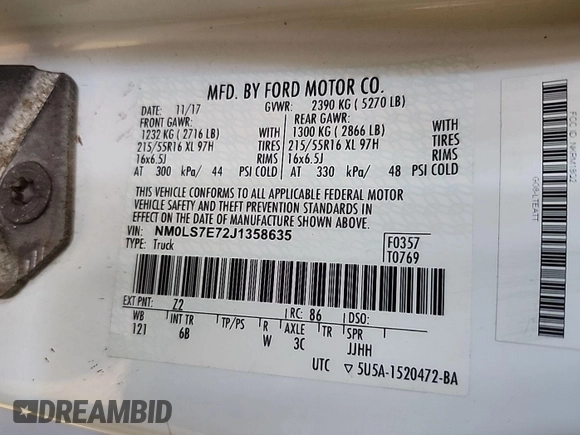 MFD. BY FORD MOTOR CO.
DATE: 11/17 GVWR: 2390 KG (5270 LB)
FRONT GAWR: REAR GAWR:
1232 KG (2716 LB) WITH 1300 KG (2866 LB) WITH
215/55R16 XL 97H TIRES 215/55R16 XL 97H TIRES
16x6.5J RIMS 16x6.5J RIMS
AT 300 kPa/ 44 PSI COLD AT 330 kPa/ 48 PSI COLD
THIS VEHICLE CONFORMS TO ALL APPLICABLE FEDERAL MOTOR
VEHICLE SAFETY AND THEFT PREVENTION STANDARDS IN
EFFECT ON THE DATE OF MANUFACTURE SHOWN ABOVE.
VIN: NM0LS7E72J1358635
TYPE: Truck
F0357
T0769
EXT PNT: Z2 RC: 86 DSO:
WB INT TR TP/PS R AXLE TR SPR
121 6B W 3C JJHH
UTC ▽ 5U5A-1520472-BA
DREAMBID